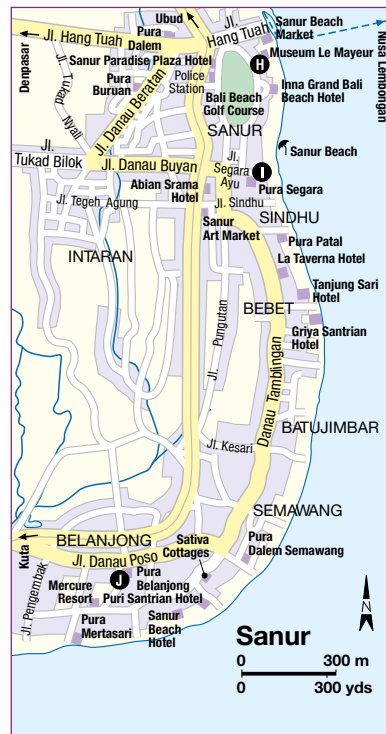 Ubud
Pura
Dalem
Jl. Hang Tuah
Hang Tuah
Jl.
Sanur Beach
Market
Museum Le Mayeur
H
Nusa Lembongan
Denpasar
Jl. Tukad
Nyali
Sanur Paradise Plaza Hotel
Police
Station
Pura
Buruan
Jl. Danau Beratan
Inna Grand Bali
Beach Hotel
Bali Beach
Golf Course
SANUR
Jl.
Tukad Bilok
Jl. Danau Buyan
Sanur Beach
Jl.
Segara
Ayu
I
Pura Segara
Abian Srama
Hotel
Jl. Tegeh Agung
Jl. Sindhu
SINDHU
Sanur
Art Market
Pura Patal
La Taverna Hotel
INTARAN
Tanjung Sari
Hotel
BEBET
Griya Santrian
Hotel
Jl. Pungutan
Danau Tamblingan
BATUJIMBAR
Jl. Kesari
SEMAWANG
BELANJONG
Kuta
Jl. Danau Poso
Sativa
Cottages
Pura
Dalem Semawang
J
Pura
Belanjong
Mercure
Resort
Puri Santrian Hotel
Jl. Pengembak
Pura
Mertasari
Sanur
Beach
Hotel
N
Sanur
0 300 m
0 300 yds